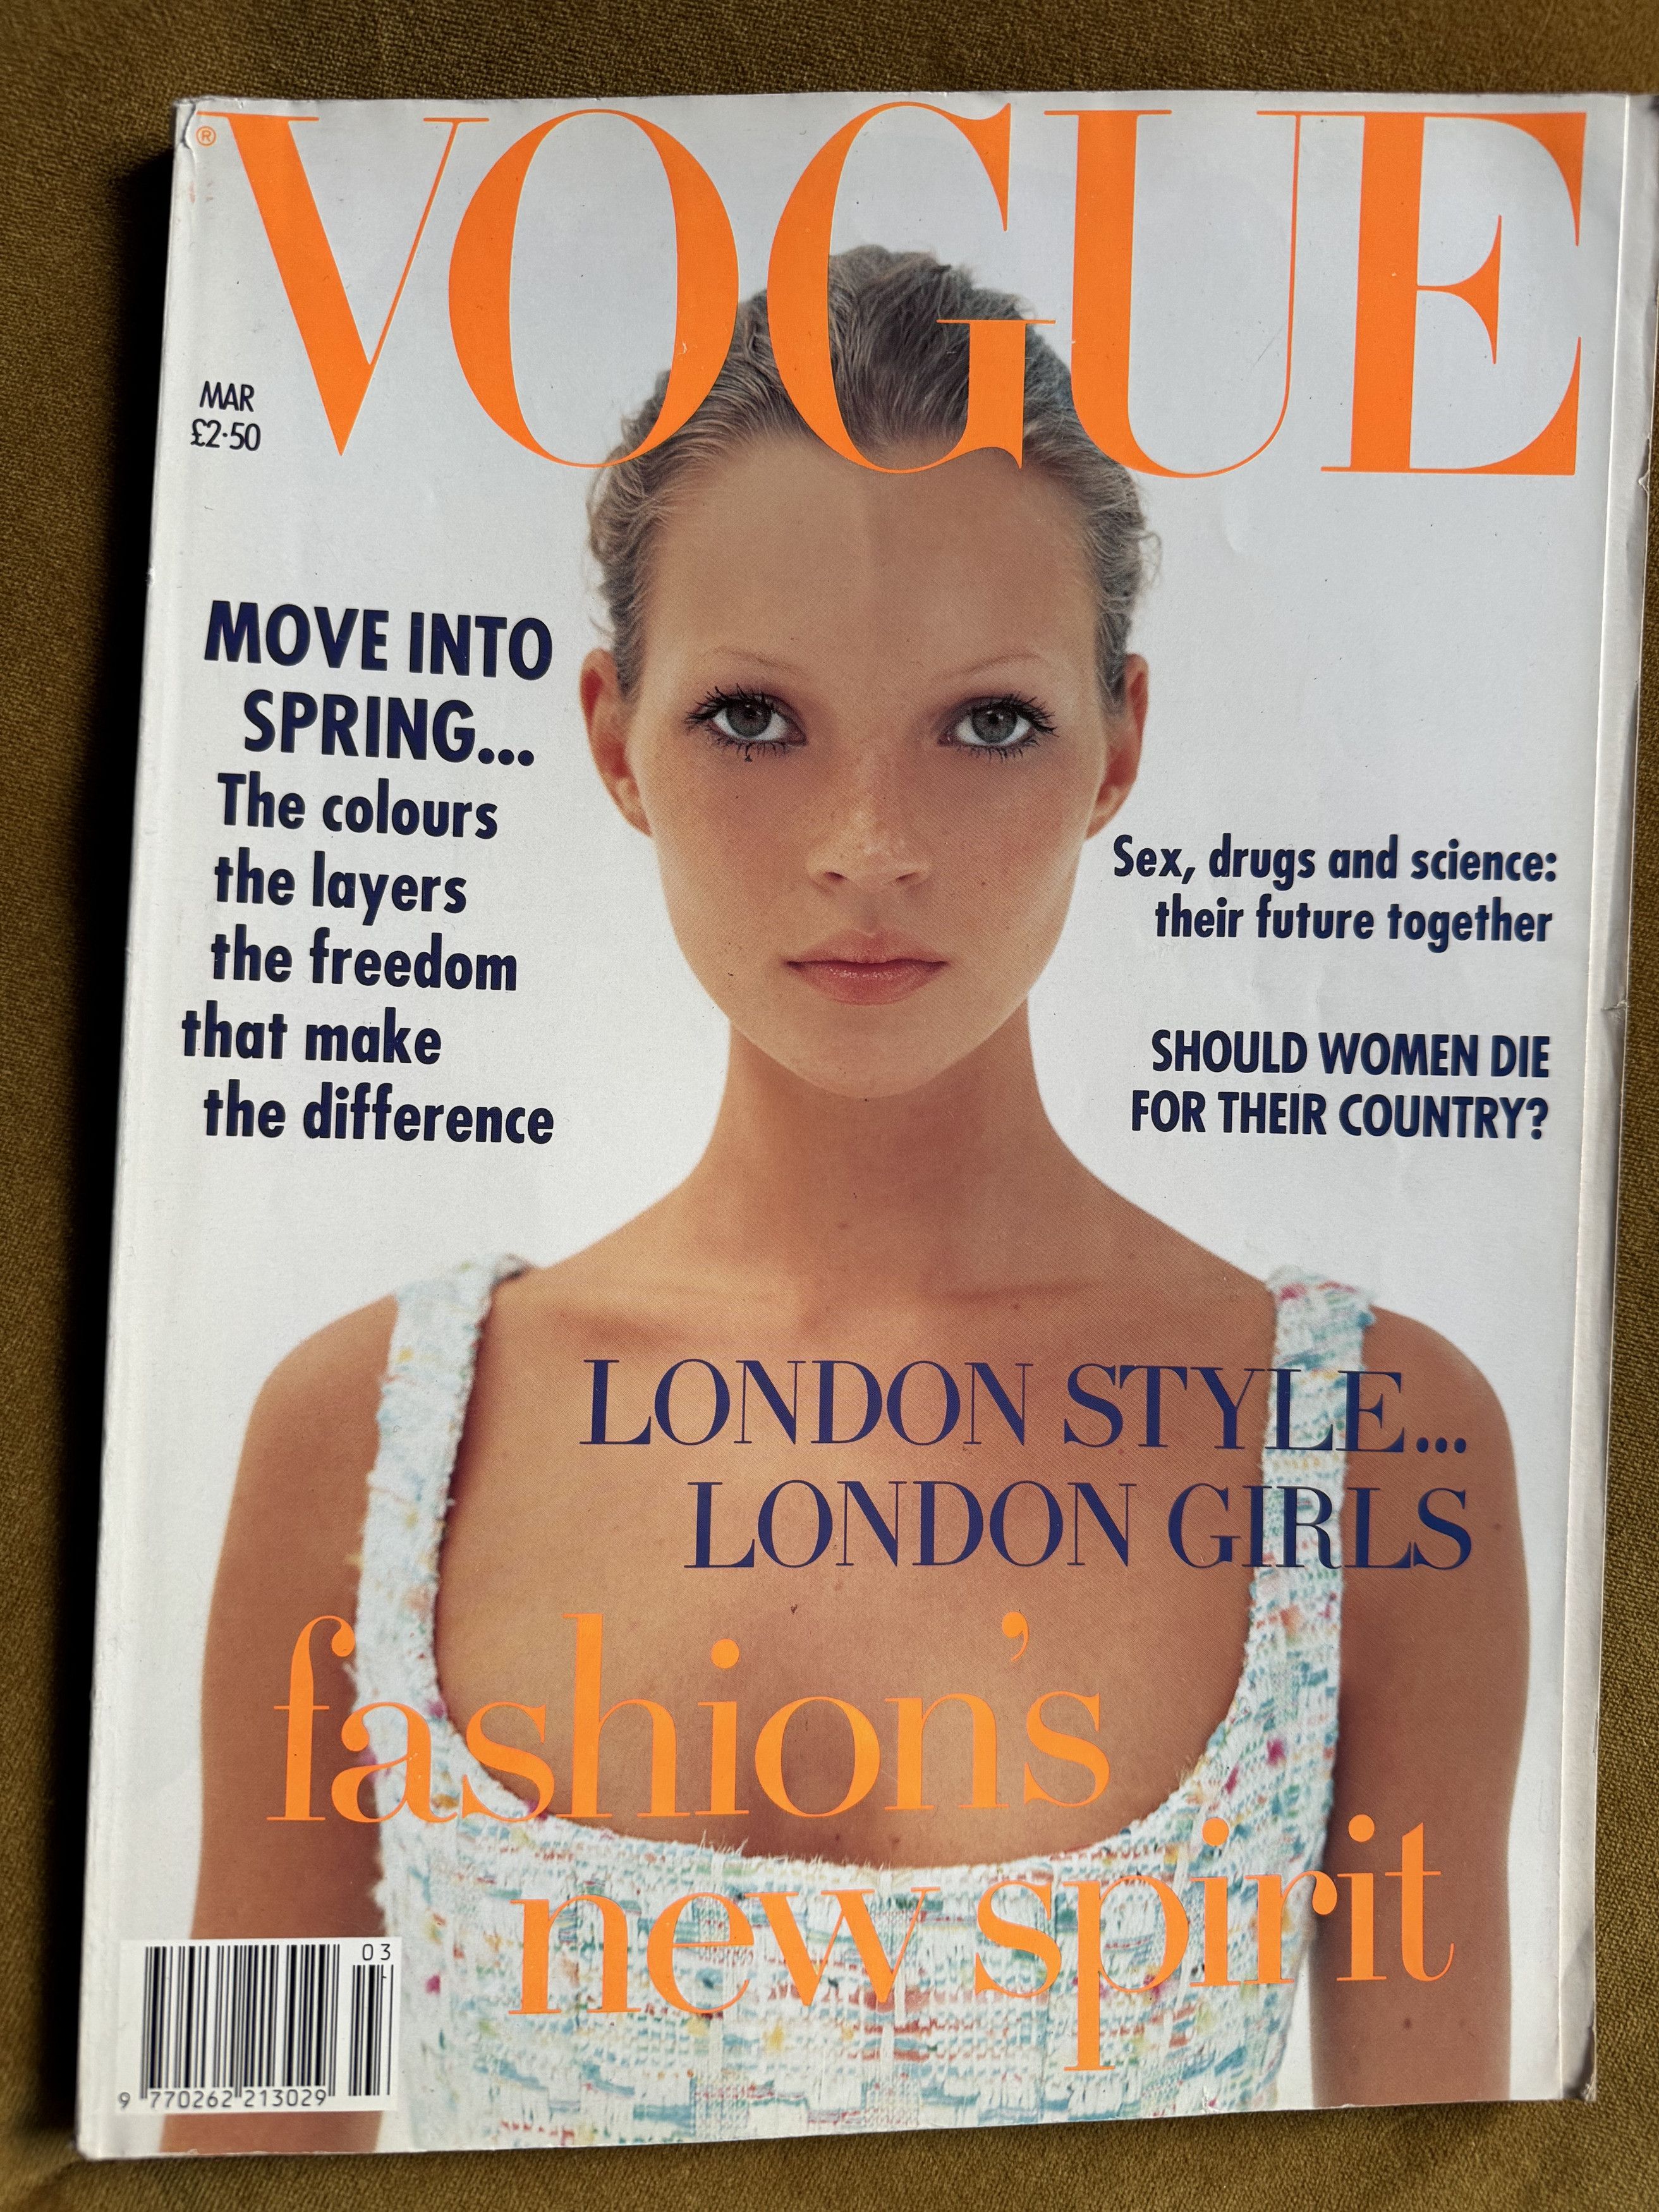 ®
VOGUE
MAR
£2·50
MOVE INTO
SPRING...
The colours
the layers
the freedom
that make
the difference
Sex, drugs and science:
their future together
SHOULD WOMEN DIE
FOR THEIR COUNTRY?
LONDON STYLE...
LONDON GIRLS
fashion's
new spirit
03
9 770262 213029